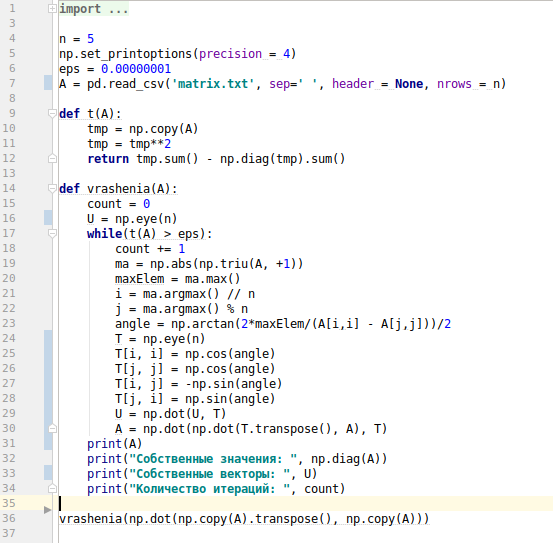 1 import ...
3
4 n = 5
5 np.set_printoptions(precision = 4)
6 eps = 0.00000001
7 A = pd.read_csv('matrix.txt', sep=' ', header = None, nrows = n)
8
9 def t(A):
10     tmp = np.copy(A)
11     tmp = tmp**2
12     return tmp.sum() - np.diag(tmp).sum()
13
14 def vrashenia(A):
15     count = 0
16     U = np.eye(n)
17     while(t(A) > eps):
18         count += 1
19         ma = np.abs(np.triu(A, +1))
20         maxElem = ma.max()
21         i = ma.argmax() // n
22         j = ma.argmax() % n
23         angle = np.arctan(2*maxElem/(A[i,i] - A[j,j]))/2
24         T = np.eye(n)
25         T[i, i] = np.cos(angle)
26         T[j, j] = np.cos(angle)
27         T[i, j] = -np.sin(angle)
28         T[j, i] = np.sin(angle)
29         U = np.dot(U, T)
30         A = np.dot(np.dot(T.transpose(), A), T)
31     print(A)
32     print("Собственные значения: ", np.diag(A))
33     print("Собственные векторы: ", U)
34     print("Количество итераций: ", count)
35
36 vrashenia(np.dot(np.copy(A).transpose(), np.copy(A)))
37